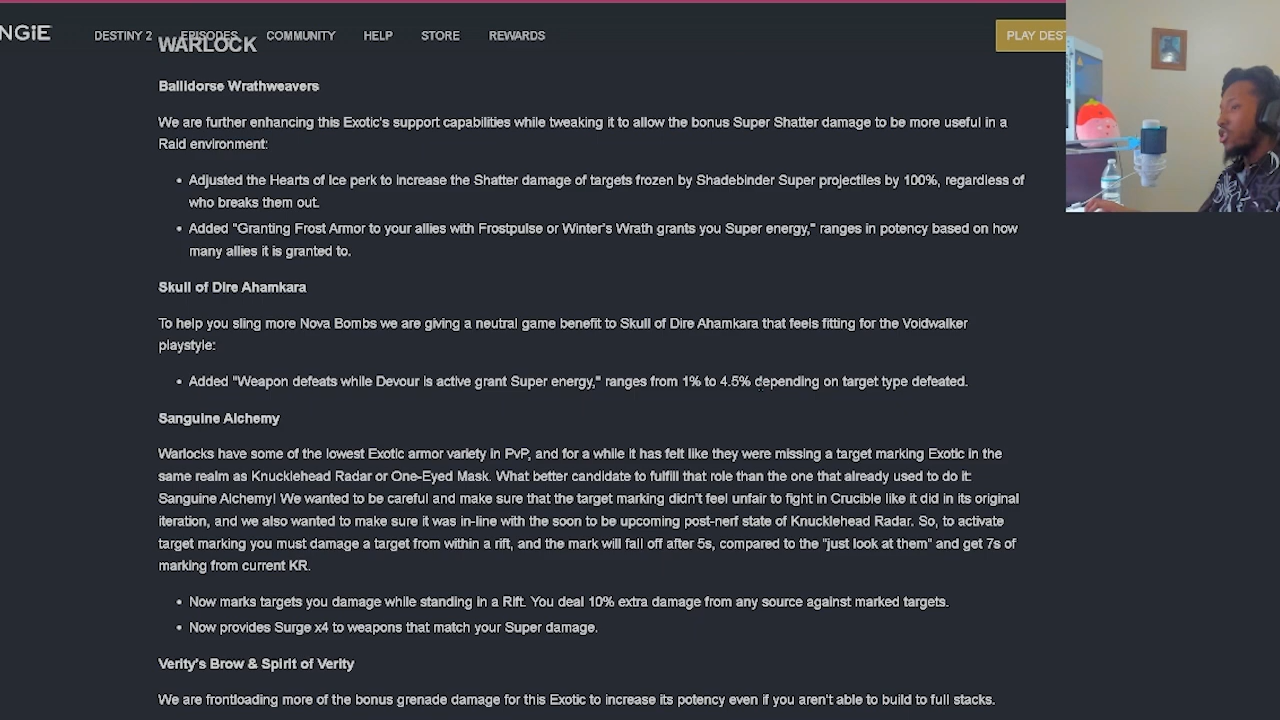 NGiE
DESTINY 2 EPISODES COMMUNITY HELP STORE REWARDS
PLAY DEST
WARLOCK
Ballidorse Wrathweavers
We are further enhancing this Exotic's support capabilities while tweaking it to allow the bonus Super Shatter damage to be more useful in a
Raid environment:
• Adjusted the Hearts of Ice perk to increase the Shatter damage of targets frozen by Shadebinder Super projectiles by 100%, regardless of
who breaks them out.
• Added "Granting Frost Armor to your allies with Frostpulse or Winter's Wrath grants you Super energy," ranges in potency based on how
many allies it is granted to.
Skull of Dire Ahamkara
To help you sling more Nova Bombs we are giving a neutral game benefit to Skull of Dire Ahamkara that feels fitting for the Voidwalker
playstyle:
• Added "Weapon defeats while Devour is active grant Super energy," ranges from 1% to 4.5% depending on target type defeated.
Sanguine Alchemy
Warlocks have some of the lowest Exotic armor variety in PvP, and for a while it has felt like they were missing a target marking Exotic in the
same realm as Knucklehead Radar or One-Eyed Mask. What better candidate to fulfill that role than the one that already used to do it:
Sanguine Alchemy! We wanted to be careful and make sure that the target marking didn't feel unfair to fight in Crucible like it did in its original
iteration, and we also wanted to make sure it was in-line with the soon to be upcoming post-nerf state of Knucklehead Radar. So, to activate
target marking you must damage a target from within a rift, and the mark will fall off after 5s, compared to the "just look at them" and get 7s of
marking from current KR.
• Now marks targets you damage while standing in a Rift. You deal 10% extra damage from any source against marked targets.
• Now provides Surge x4 to weapons that match your Super damage.
Verity's Brow & Spirit of Verity
We are frontloading more of the bonus grenade damage for this Exotic to increase its potency even if you aren't able to build to full stacks.